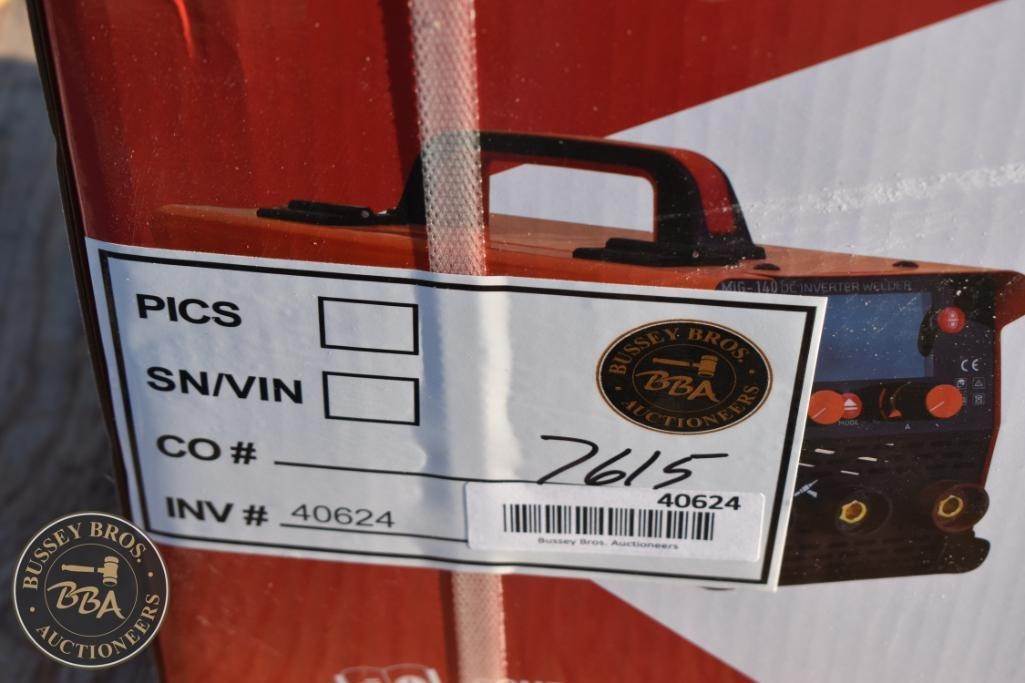 MIG-140 DC INVERTER WELDER
CE
MODE
A
PICS
SN/VIN
CO # 7615
INV # 40624
BUSSEY BROS.
BBA
AUCTIONEERS
40624
Bussey Bros. Auctioneers
BUSSEY BROS.
BBA
AUCTIONEERS